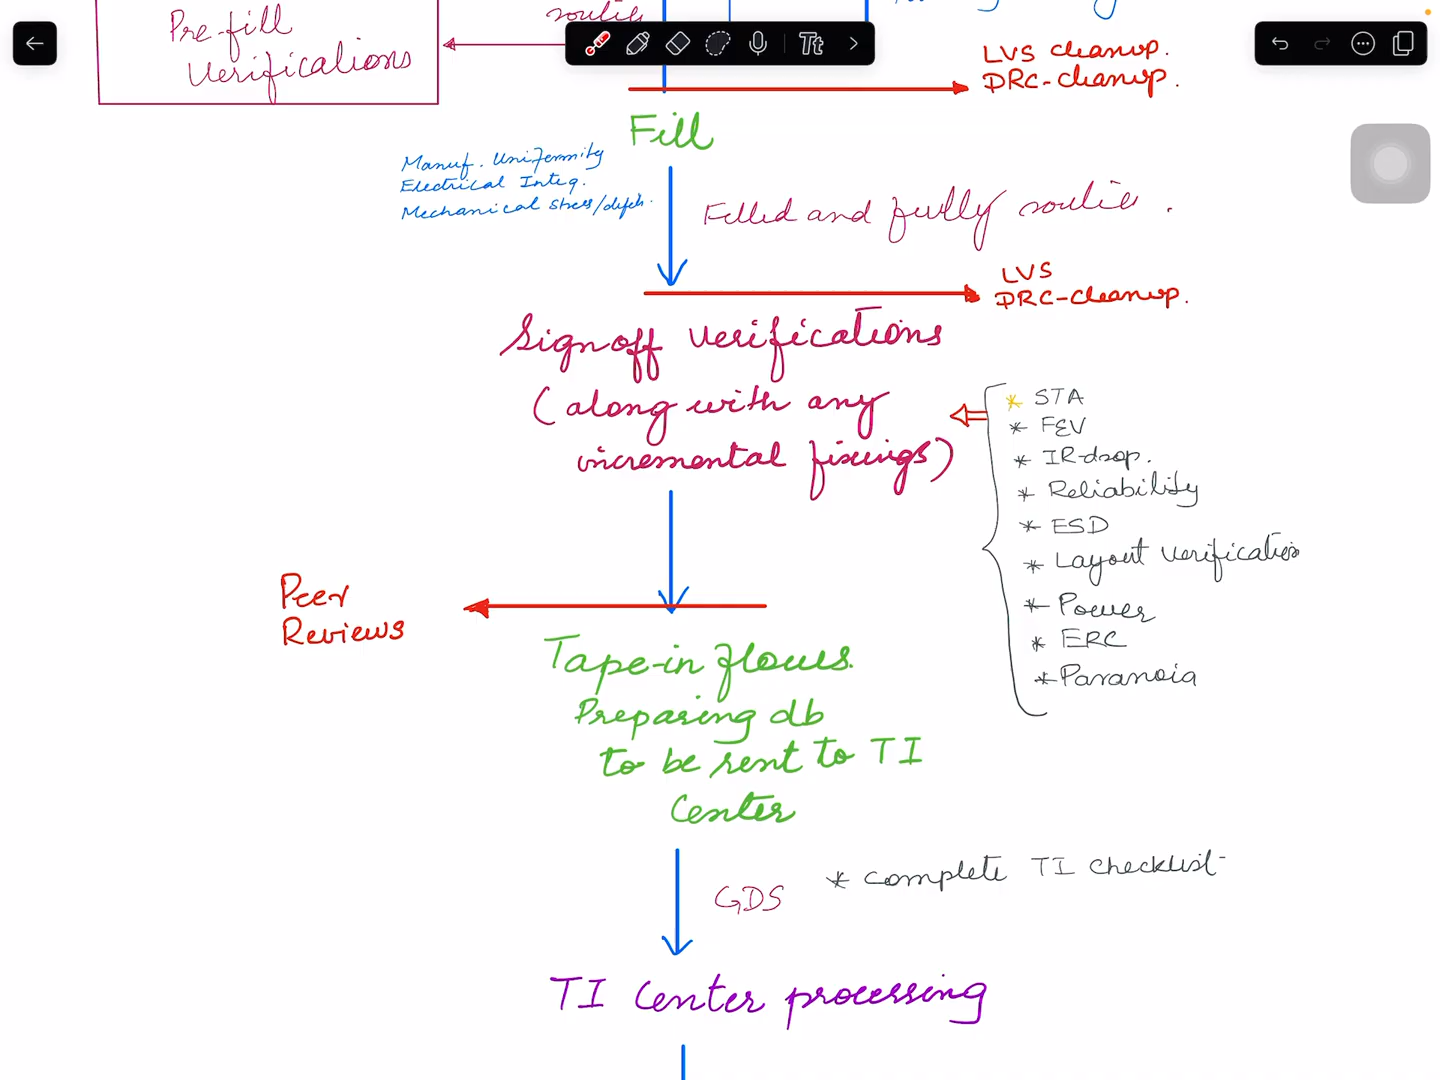 Pre-fill
Verifications
Tt
LVS cleanup.
DRC-cleanup.
Fill
Manuf. Uniformity
Electrical Integ.
Mechanical stress/
Filled and fully
LVS
DRC-cleanup.
Signoff Verifications
(along with any
incremental fixings)
* STA
* FEV
* IR-drop.
* Reliability
* ESD
* Layout verification
* Power
* ERC
* Paranoia
Peer
Reviews
Tape-in flows.
Preparing db
to be sent to TI
Center
GDS
* complete TI checklist
TI Center processing